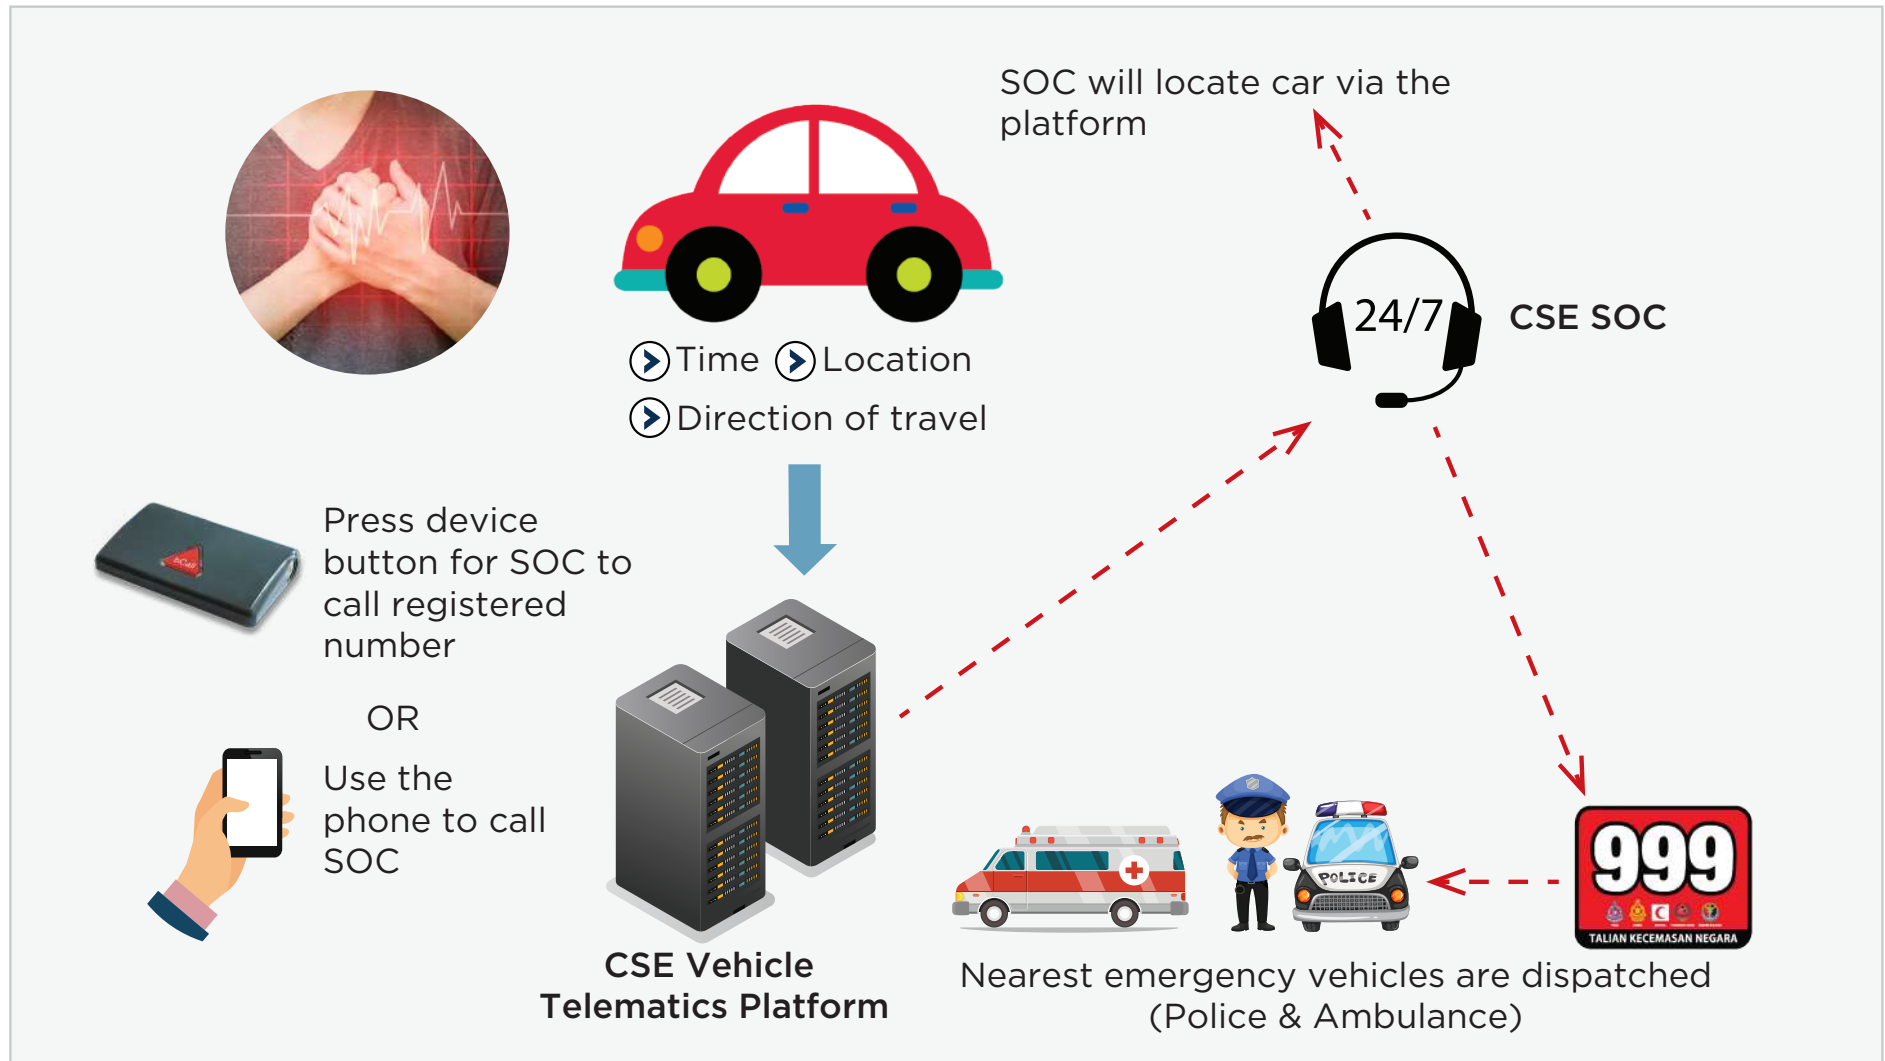 SOC will locate car via the
platform
24/7
CSE SOC
Time
Location
Direction of travel
Press device
button for SOC to
call registered
number
OR
Use the
phone to call
SOC
CSE Vehicle
Telematics Platform
POLICE
999
TALIAN KECEMASAN NEGARA
Nearest emergency vehicles are dispatched
(Police & Ambulance)